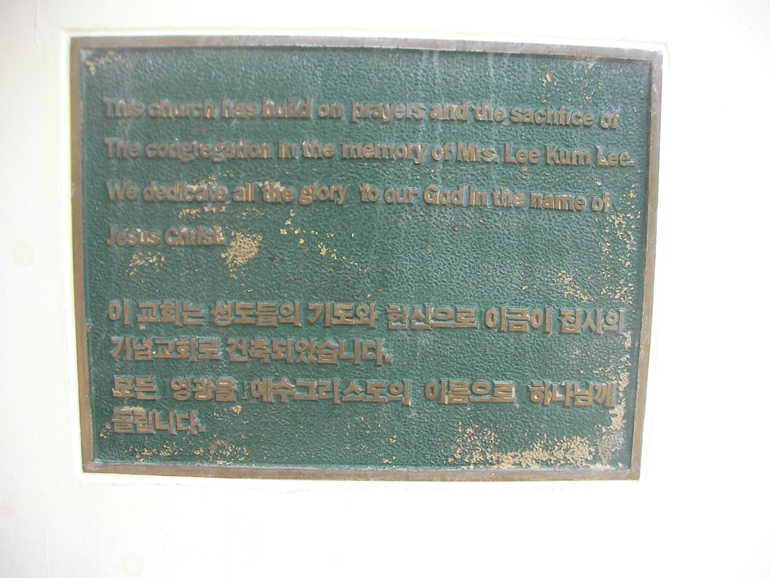 This church has build on prayers and the sacrifice of
The congregation in the memory of Mrs. Lee Kum Lee.
We dedicate all the glory to our God in the name of
Jesus Christ.
이 교회는 성도들의 기도와 헌신으로 이금이 집사의
기념교회로 건축되었습니다.
모든 영광을 예수그리스도의 이름으로 하나님께
돌립니다.